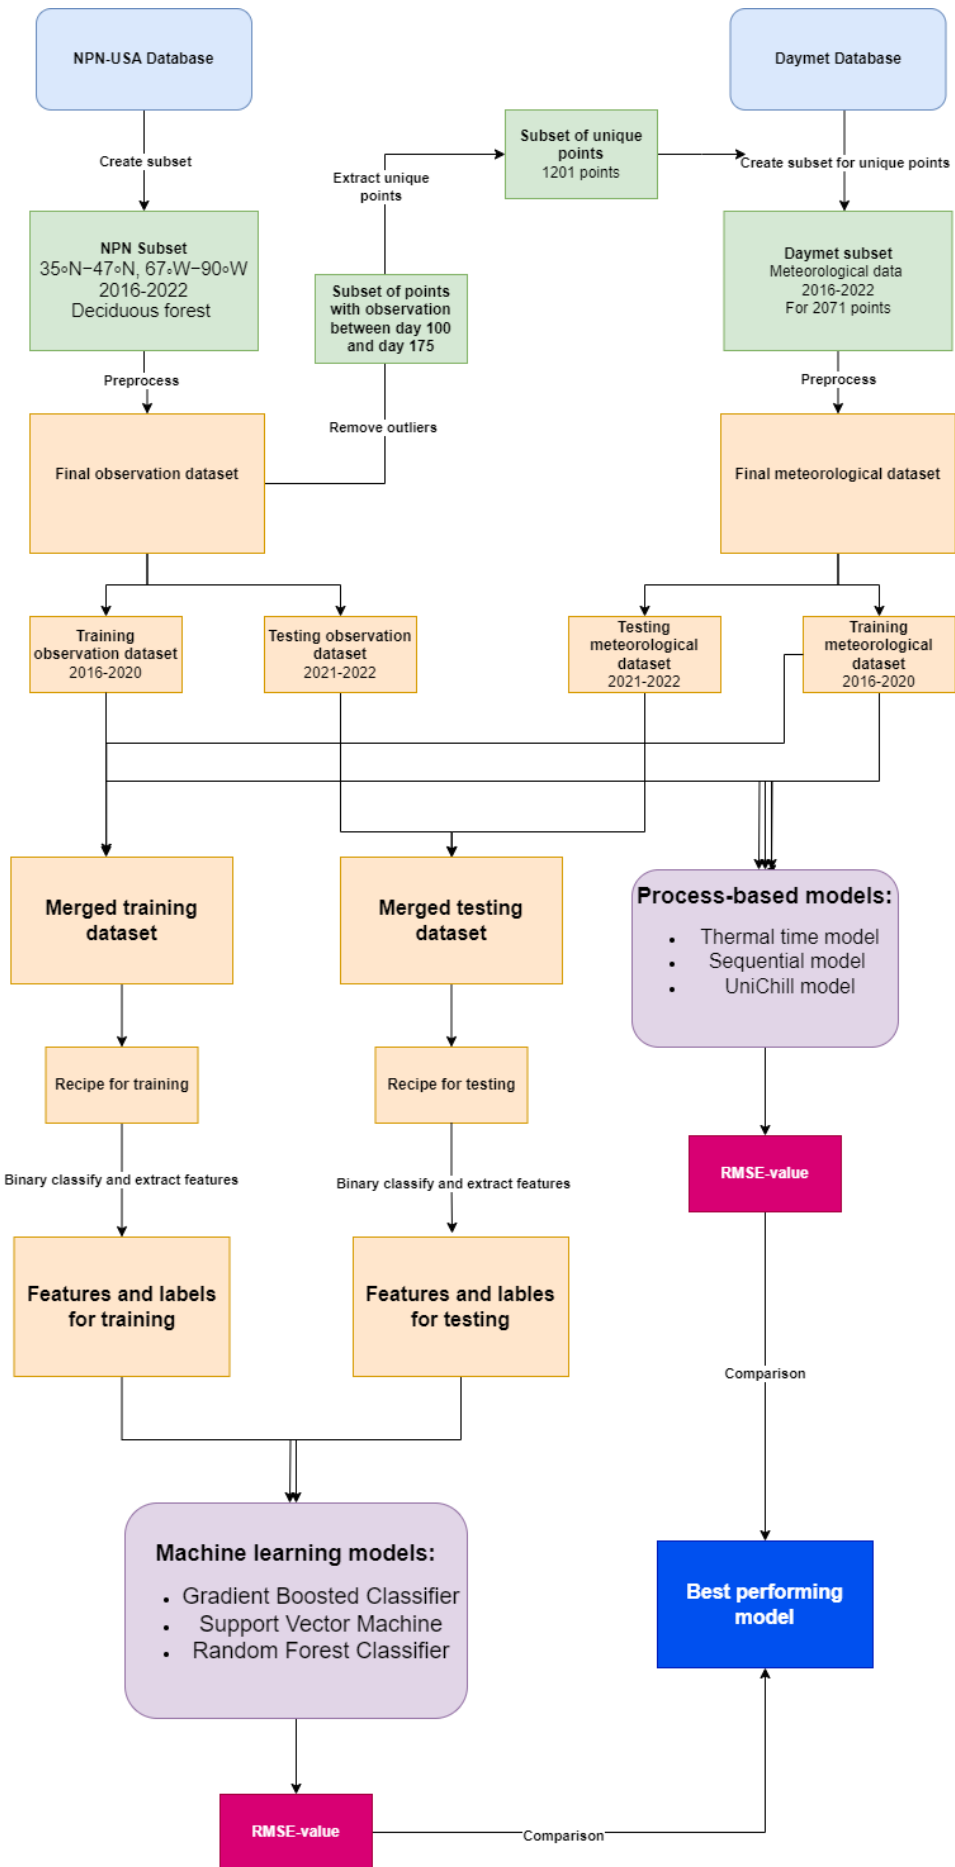 NPN-USA Database
Daymet Database
Create subset
Extract unique
points
Subset of unique
points
1201 points
Create subset for unique points
NPN Subset
35∘N−47∘N, 67∘W−90∘W
2016-2022
Deciduous forest
Subset of points
with observation
between day 100
and day 175
Daymet subset
Meteorological data
2016-2022
For 2071 points
Preprocess
Remove outliers
Preprocess
Final observation dataset
Final meteorological dataset
Training
observation dataset
2016-2020
Testing observation
dataset
2021-2022
Testing
meteorological
dataset
2021-2022
Training
meteorological
dataset
2016-2020
Merged training
dataset
Merged testing
dataset
Process-based models:
• Thermal time model
• Sequential model
• UniChill model
Recipe for training
Recipe for testing
RMSE-value
Binary classify and extract features
Binary classify and extract features
Features and labels
for training
Features and lables
for testing
Comparison
Machine learning models:
• Gradient Boosted Classifier
• Support Vector Machine
• Random Forest Classifier
Best performing
model
RMSE-value
Comparison